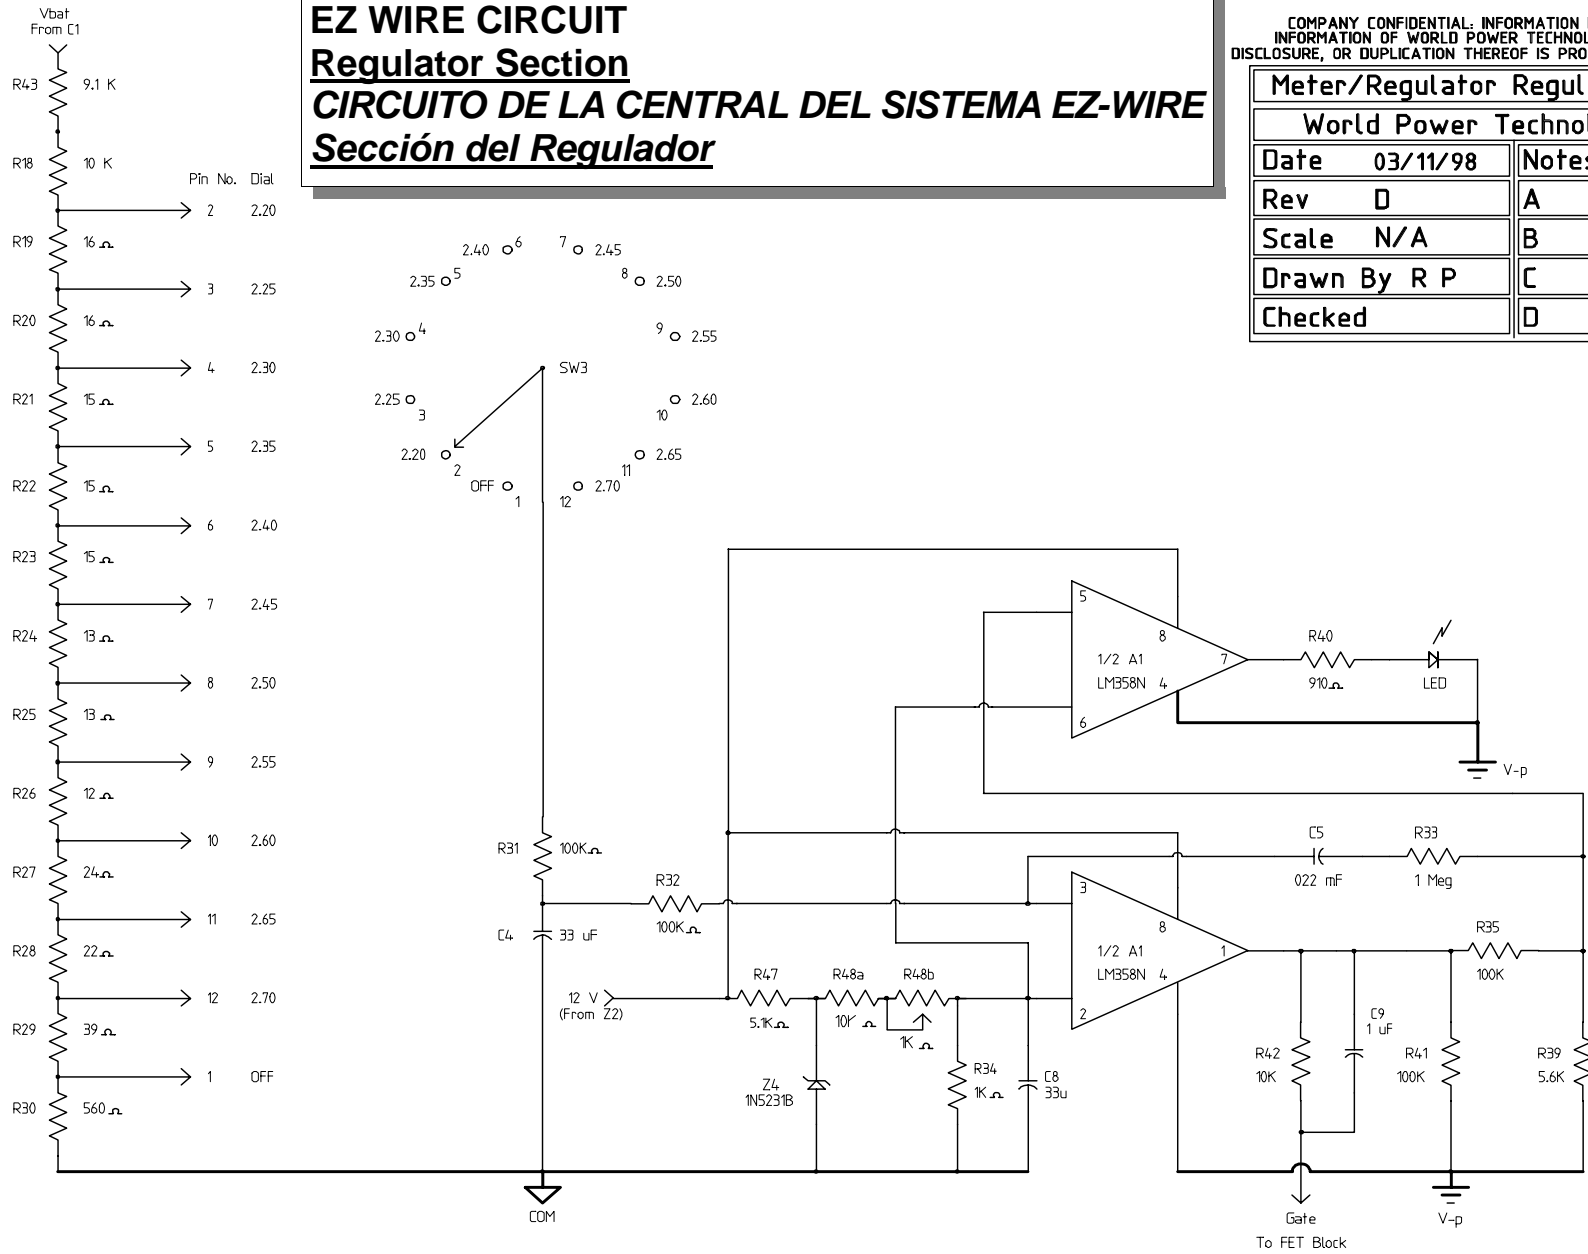 Vbat
From C1
EZ WIRE CIRCUIT
Regulator Section
CIRCUITO DE LA CENTRAL DEL SISTEMA EZ-WIRE
Sección del Regulador
COMPANY CONFIDENTIAL: INFORMATION
INFORMATION OF WORLD POWER
DISCLOSURE, OR DUPLICATION THEREOF IS
Meter/Regulator
World Power
Date 03/11/98
Rev D A
Scale N/A B
Drawn By R P C
Checked D
R43 9.1 K
R18 10 K
Pin No. Dial
2 2.20
R19 16 Ω
3 2.25
R20 16 Ω
4 2.30
R21 15 Ω
5 2.35
R22 15 Ω
6 2.40
R23 15 Ω
7 2.45
R24 13 Ω
8 2.50
R25 13 Ω
9 2.55
R26 12 Ω
10 2.60
R27 24 Ω
11 2.65
R28 22 Ω
12 2.70
R29 39 Ω
1 OFF
R30 560 Ω
2.40 6
7 2.45
2.35 5
8 2.50
2.30 4
9 2.55
SW3
2.25 3
2.60 10
2.20 2
2.65 11
OFF 1
12 2.70
5
8
1/2 A1
LM358N 4
7
6
R40
910 Ω
LED
V-p
R31 100K Ω
R32
100K Ω
C4 33 uF
C5
022 mF
R33
1 Meg
3
8
1/2 A1
LM358N 4
1
2
R35
100K
12 V
(From Z2)
R47
5.1K Ω
R48a
Ω
R48b
1K Ω
Z4
1N5231B
R34
1K Ω
C8
33u
R42
10K
C9
1 uF
R41
100K
R39
5.6K
COM
Gate
To FET Block
V-p